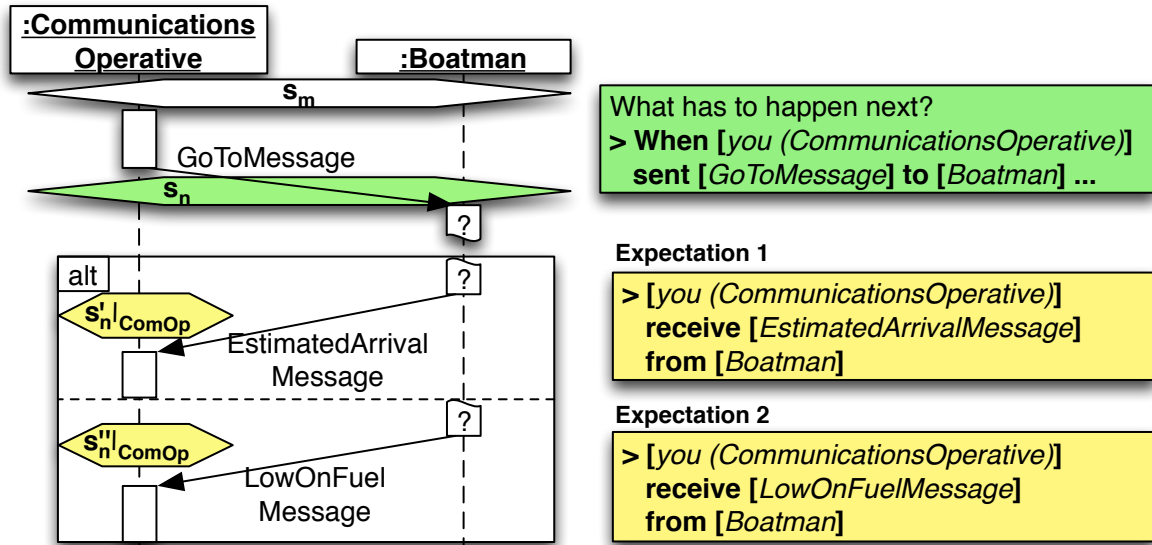 :Communications
Operative
:Boatman
sm
GoToMessage
sn
?
alt
?
s'n|ComOp
EstimatedArrival
Message
?
s''n|ComOp
LowOnFuel
Message
What has to happen next?
> When [you (CommunicationsOperative)]
sent [GoToMessage] to [Boatman] ...
Expectation 1
> [you (CommunicationsOperative)]
receive [EstimatedArrivalMessage]
from [Boatman]
Expectation 2
> [you (CommunicationsOperative)]
receive [LowOnFuelMessage]
from [Boatman]